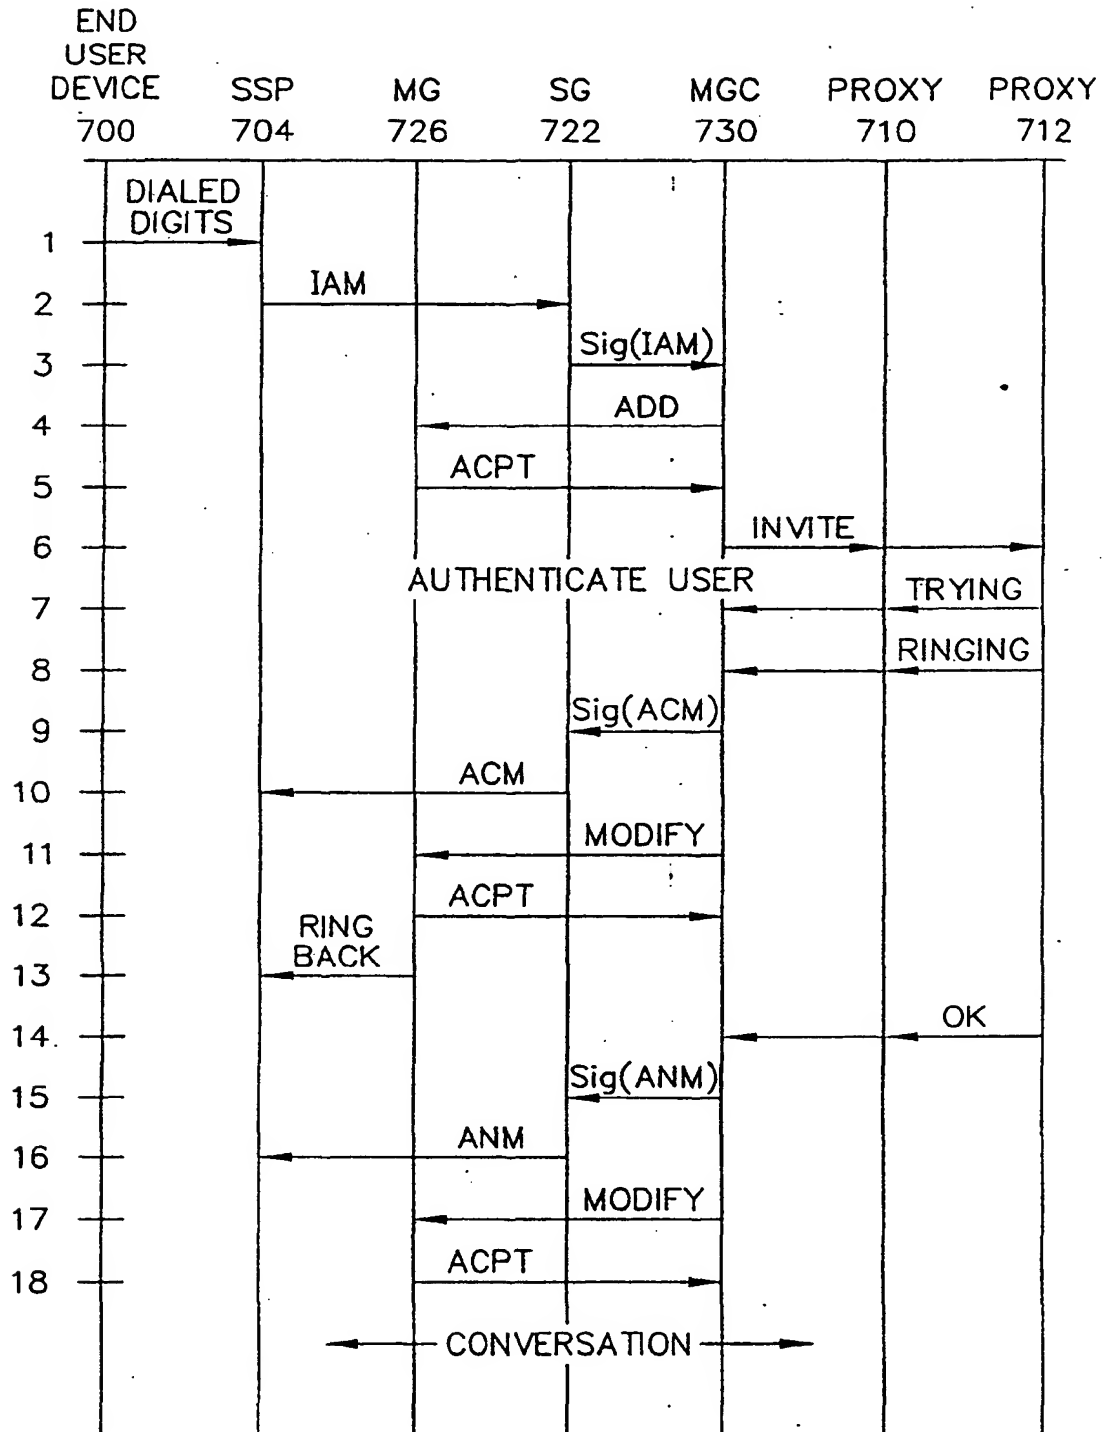 END
USER
DEVICE SSP MG SG MGC PROXY PROXY
700 704 726 722 730 710 712
DIALED
DIGITS
1
2 IAM
3 Sig(IAM)
4 ADD
5 ACPT
6 INVITE
AUTHENTICATE USER
7 TRYING
8 RINGING
9 Sig(ACM)
10 ACM
11 MODIFY
12 ACPT
RING
BACK
13
14 OK
15 Sig(ANM)
16 ANM
17 MODIFY
18 ACPT
CONVERSATION